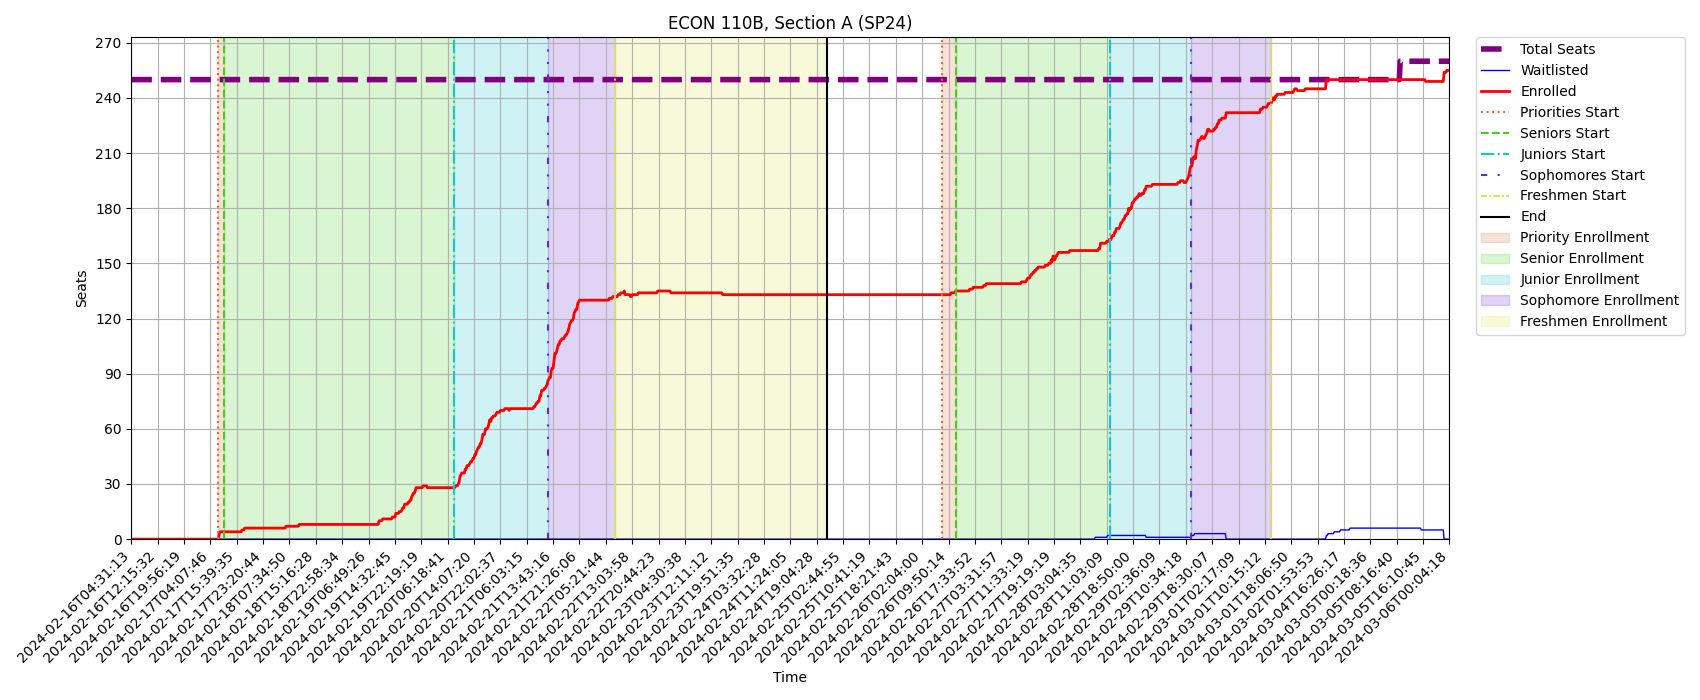 ECON 110B, Section A (SP24)
270
240
210
180
150
120
90
60
30
0
Seats
2024-02-16T04:31:13
2024-02-16T12:15:32
2024-02-16T19:56:19
2024-02-17T04:07:46
2024-02-17T15:39:35
2024-02-17T23:20:44
2024-02-18T07:34:50
2024-02-18T15:16:28
2024-02-18T22:58:34
2024-02-19T06:49:26
2024-02-19T14:32:45
2024-02-19T22:19:19
2024-02-20T06:18:41
2024-02-20T14:07:20
2024-02-20T22:02:37
2024-02-21T06:03:15
2024-02-21T13:43:16
2024-02-21T21:26:06
2024-02-22T05:21:44
2024-02-22T13:03:58
2024-02-22T20:44:23
2024-02-23T04:30:38
2024-02-23T12:11:12
2024-02-23T19:51:35
2024-02-24T03:32:28
2024-02-24T11:24:05
2024-02-24T19:04:28
2024-02-25T02:44:55
2024-02-25T10:41:19
2024-02-25T18:21:43
2024-02-26T02:04:00
2024-02-26T09:50:14
2024-02-26T17:33:52
2024-02-27T03:31:57
2024-02-27T11:33:19
2024-02-27T19:19:19
2024-02-28T03:04:35
2024-02-28T11:03:09
2024-02-28T18:50:00
2024-02-29T02:36:09
2024-02-29T10:34:18
2024-02-29T18:30:07
2024-03-01T02:17:09
2024-03-01T10:15:12
2024-03-01T18:06:50
2024-03-02T01:53:53
2024-03-04T16:26:17
2024-03-05T00:18:36
2024-03-05T08:16:40
2024-03-05T16:10:45
2024-03-06T00:04:18
Time
Total Seats
Waitlisted
Enrolled
Priorities Start
Seniors Start
Juniors Start
Sophomores Start
Freshmen Start
End
Priority Enrollment
Senior Enrollment
Junior Enrollment
Sophomore Enrollment
Freshmen Enrollment